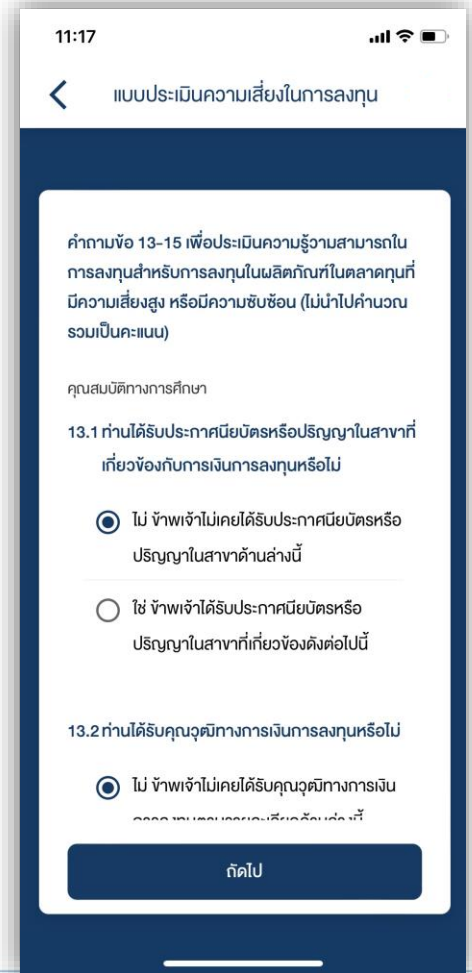 11:17
แบบประเมินความเสี่ยงในการลงทุน
คำถามข้อ 13-15 เพื่อประเมินความรู้วามสามารถใน
การลงทุนสำหรับการลงทุนในผลิตภัณฑ์ในตลาดทุนที่
มีความเสี่ยงสูง หรือมีความซับซ้อน (ไม่นำไปคำนวณ
รวมเป็นคะแนน)
คุณสมบัติทางการศึกษา
13.1 ท่านได้รับประกาศนียบัตรหรือปริญญาในสาขาที่
เกี่ยวข้องกับการเงินการลงทุนหรือไม่
ไม่ ข้าพเจ้าไม่เคยได้รับประกาศนียบัตรหรือ
ปริญญาในสาขาด้านล่างนี้
ใช่ ข้าพเจ้าได้รับประกาศนียบัตรหรือ
ปริญญาในสาขาที่เกี่ยวข้องดังต่อไปนี้
13.2 ท่านได้รับคุณวุฒิทางการเงินการลงทุนหรือไม่
ไม่ ข้าพเจ้าไม่เคยได้รับคุณวุฒิทางการเงิน
ถัดไป